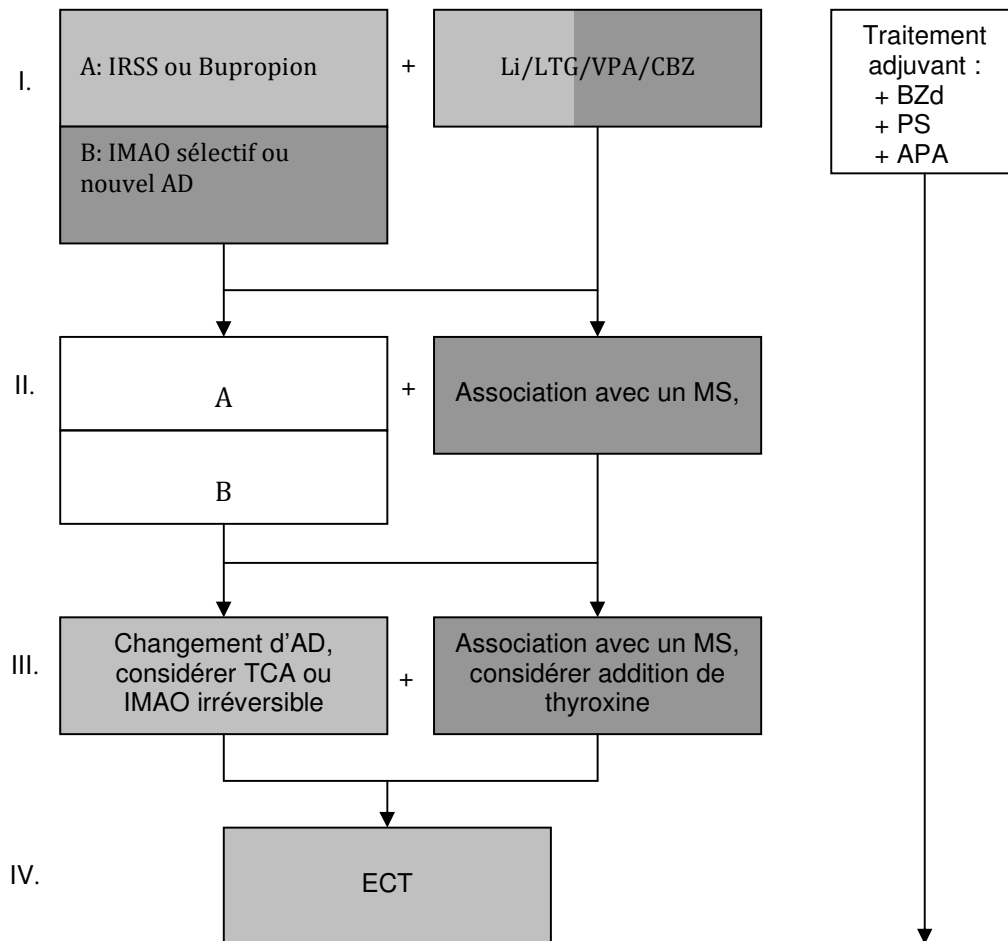 I.
A: IRSS ou Bupropion
+
Li/LTG/VPA/CBZ
B: IMAO sélectif ou
nouvel AD
Traitement
adjuvant :
+ BZd
+ PS
+ APA
II.
A
+
Association avec un MS,
B
III.
Changement d'AD,
considérer TCA ou
IMAO irréversible
+
Association avec un MS,
considérer addition de
thyroxine
IV.
ECT